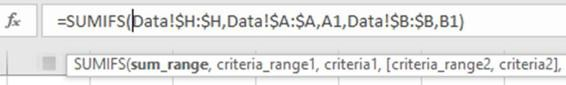 fx =SUMIFS(Data!$H:$H,Data!$A:$A,A1,Data!$B:$B,B1)
SUMIFS(sum_range, criteria_range1, criteria1, [criteria_range2, criteria2],